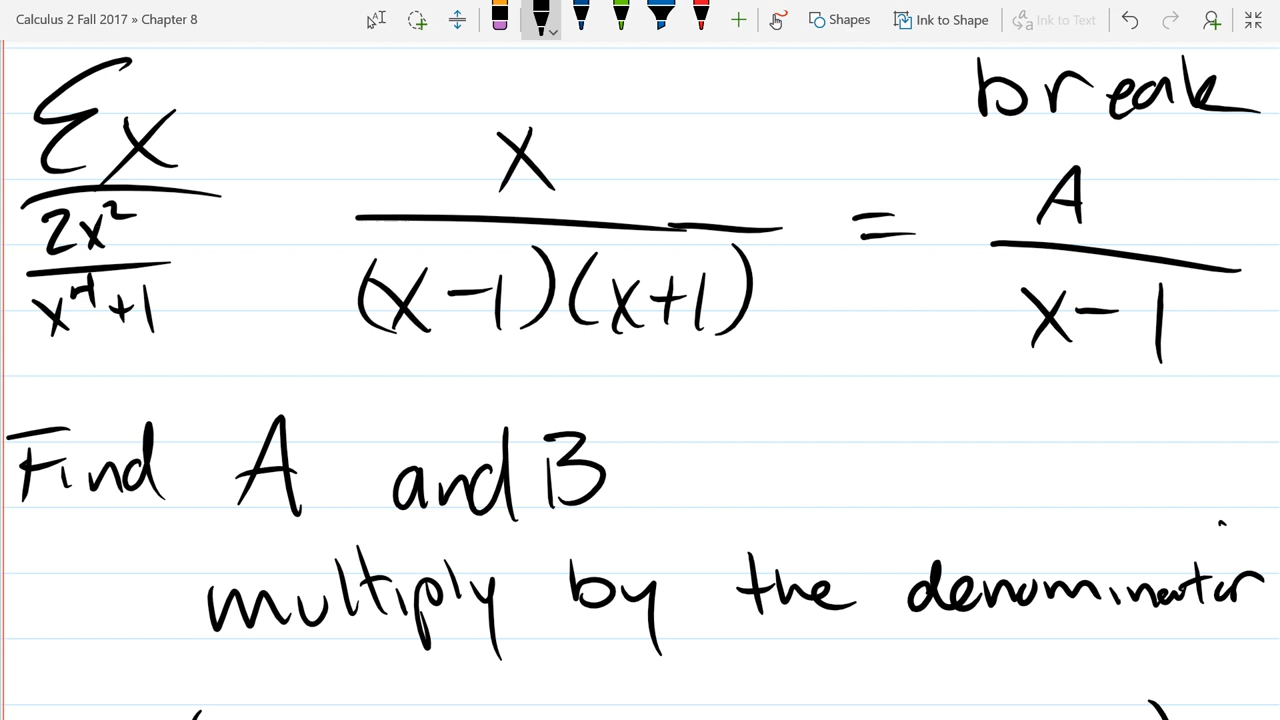 Calculus 2 Fall 2017 » Chapter 8
Shapes
Ink to Shape
Ink to Text
break
Σx / 2x² / x⁴+1
x / (x-1)(x+1) = A / x-1
Find A and B
multiply by the denominator